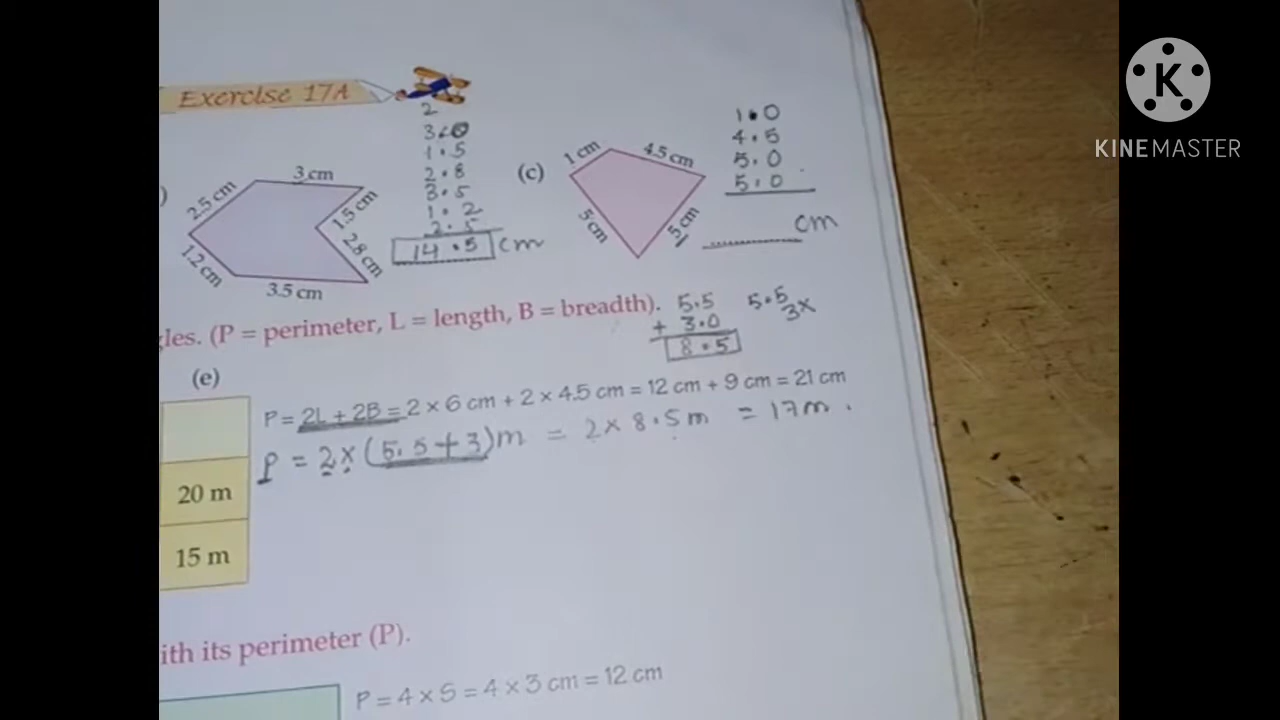 Exercise 17A
)
2.5 cm
3 cm
1.5 cm
2.8 cm
3.5 cm
1.2 cm
2
3.0
1.5
2.8
3.5
1.2
2.5
14.5 cm
(c)
1 cm
4.5 cm
5 cm
5 cm
1.0
4.5
5.0
5.0
cm
K
KINEMASTER
gles. (P = perimeter, L = length, B = breadth).
5.5
+ 3.0
8.5
5.5
3x
(e)
P = 2L + 2B = 2 × 6 cm + 2 × 4.5 cm = 12 cm + 9 cm = 21 cm
P = 2 × (5.5 + 3) m = 2 × 8.5 m = 17 m.
20 m
15 m
ith its perimeter (P).
P = 4 × S = 4 × 3 cm = 12 cm